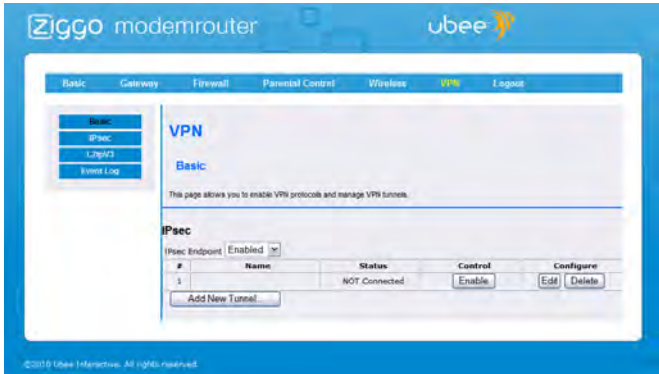 Ziggo modemrouter
ubee
Basic Gateway Firewall Parental Control Wireless VPN Logout
Basic
IPsec
L2tpV3
Event Log
VPN
Basic
This page allows you to enable VPN protocols and manage VPN tunnels.
IPsec
IPsec Endpoint Enabled
# Name Status Control Configure
1 NOT Connected Enable Edit Delete
Add New Tunnel...
©2010 Ubee Interactive. All rights reserved.